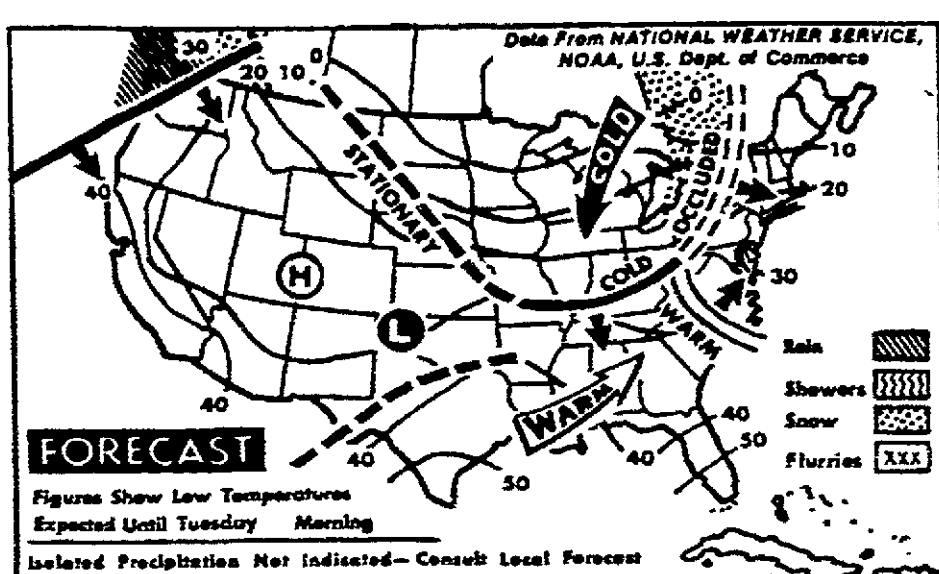 Data From NATIONAL WEATHER SERVICE,
NOAA, U.S. Dept. of Commerce
30
20
10
0
0
COLD
OCCLUDED
10
20
STATIONARY
40
H
COLD
30
L
WARM
Rain
Showers
Snow
Flurries
XXX
WARM
40
40
50
40
40
50
FORECAST
Figures Show Low Temperatures
Expected Until Tuesday Morning
Isolated Precipitation Not Indicated— Consult Local Forecast